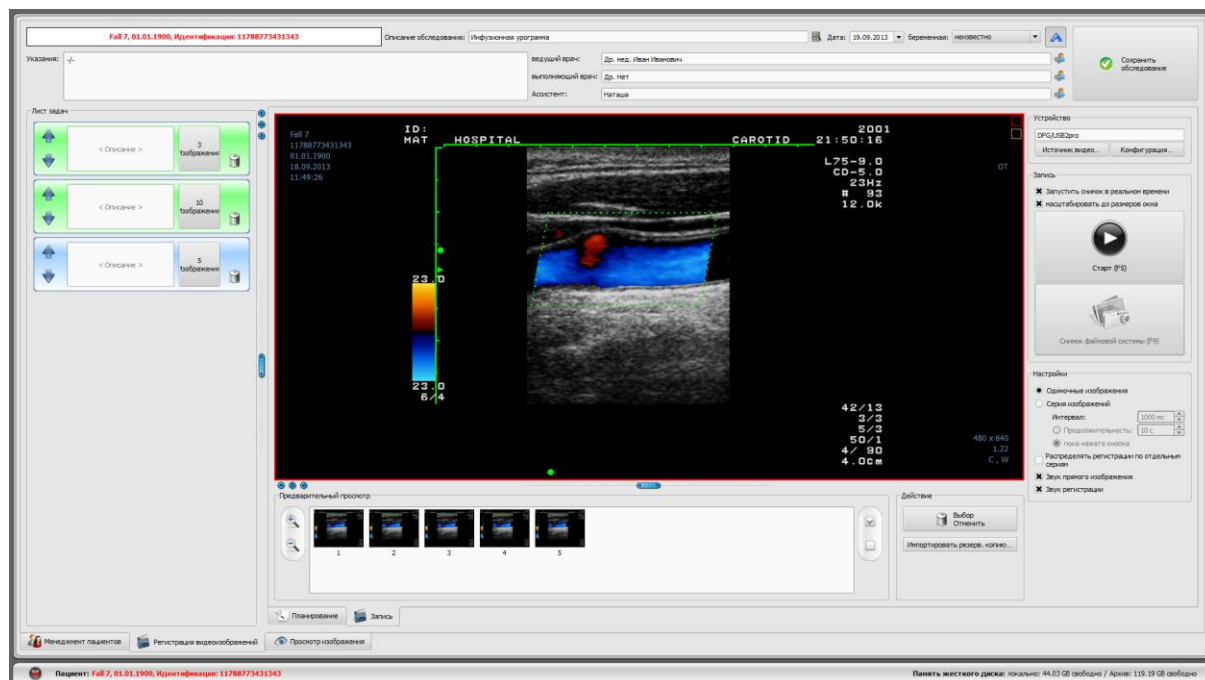 Fall 7, 01.01.1900, Идентификация: 11788773431343
Описание обследования: Инфузионная урограмма
Дата: 19.09.2013
беременная: неизвестно
Указания: -/-
ведущий врач: Др. мед. Иван Иванович
выполняющий врач: Др. Нет
Ассистент: Наташа
Сохранить
обследование
Лист задач
< Описание >
3
Изображения
< Описание >
10
Изображения
< Описание >
5
Изображения
Fall 7
11788773431343
01.01.1900
18.09.2013
11:49:26
ID:
MAT HOSPITAL CAROTID
2001
21:50:16
L75-9.0
CD-5.0
23Hz
# 93
12.0k
OT
23.0
23.0
6/4
42/13
3/3
5/3
50/1
4/ 90
4.0cm
480 x 640
1.22
C , W
Устройство
DPG/USB2pro
Источник видео...
Конфигурация...
Запись
Запустить снимок в реальном времени
масштабировать до размеров окна
Старт (F5)
Снимок файловой системы (F9)
Настройки
Одиночные изображения
Серия изображений
Интервал: 1000 мс
Продолжительность: 10 с
пока нажата кнопка
Распределять регистрации по отдельным
сериям
Звук прямого изображения
Звук регистрации
Предварительный просмотр
1 2 3 4 5
Действие
Выбор
Отменить
Импортировать резерв. копию...
Планирование
Запись
Менеджмент пациентов
Регистрация видеоизображений
Просмотр изображения
Пациент: Fall 7, 01.01.1900, Идентификация: 11788773431343
Память жесткого диска: локально: 44.03 GB свободно / Архив: 119.19 GB свободно